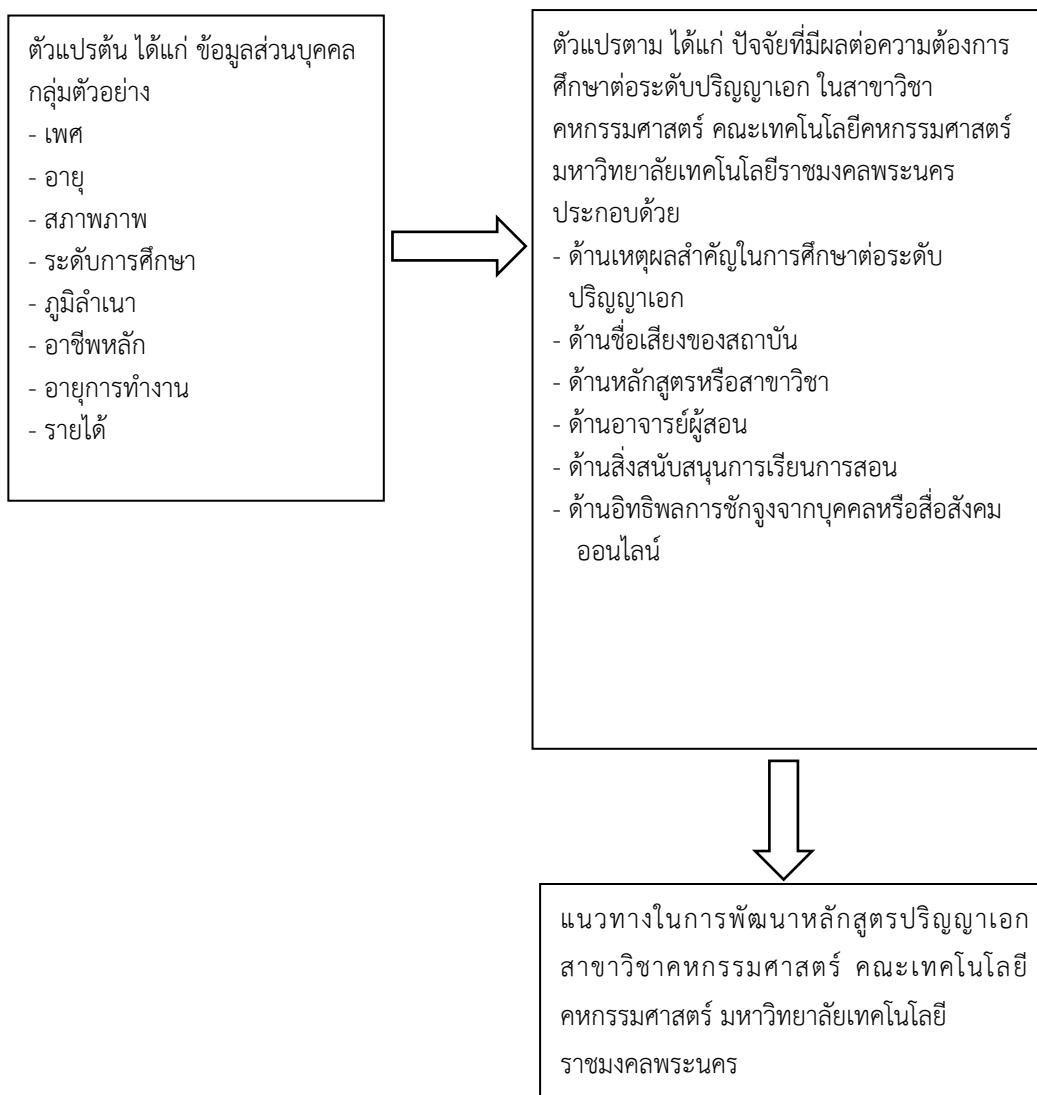 ตัวแปรต้น ได้แก่ ข้อมูลส่วนบุคคล
กลุ่มตัวอย่าง
- เพศ
- อายุ
- สภาพภาพ
- ระดับการศึกษา
- ภูมิลำเนา
- อาชีพหลัก
- อายุการทำงาน
- รายได้
ตัวแปรตาม ได้แก่ ปัจจัยที่มีผลต่อความต้องการ
ศึกษาต่อระดับปริญญาเอก ในสาขาวิชา
คหกรรมศาสตร์ คณะเทคโนโลยีคหกรรมศาสตร์
มหาวิทยาลัยเทคโนโลยีราชมงคลพระนคร
ประกอบด้วย
- ด้านเหตุผลสำคัญในการศึกษาต่อระดับ
ปริญญาเอก
- ด้านชื่อเสียงของสถาบัน
- ด้านหลักสูตรหรือสาขาวิชา
- ด้านอาจารย์ผู้สอน
- ด้านสิ่งสนับสนุนการเรียนการสอน
- ด้านอิทธิพลการชักจูงจากบุคคลหรือสื่อสังคม
ออนไลน์
แนวทางในการพัฒนาหลักสูตรปริญญาเอก
สาขาวิชาคหกรรมศาสตร์ คณะเทคโนโลยี
คหกรรมศาสตร์ มหาวิทยาลัยเทคโนโลยี
ราชมงคลพระนคร